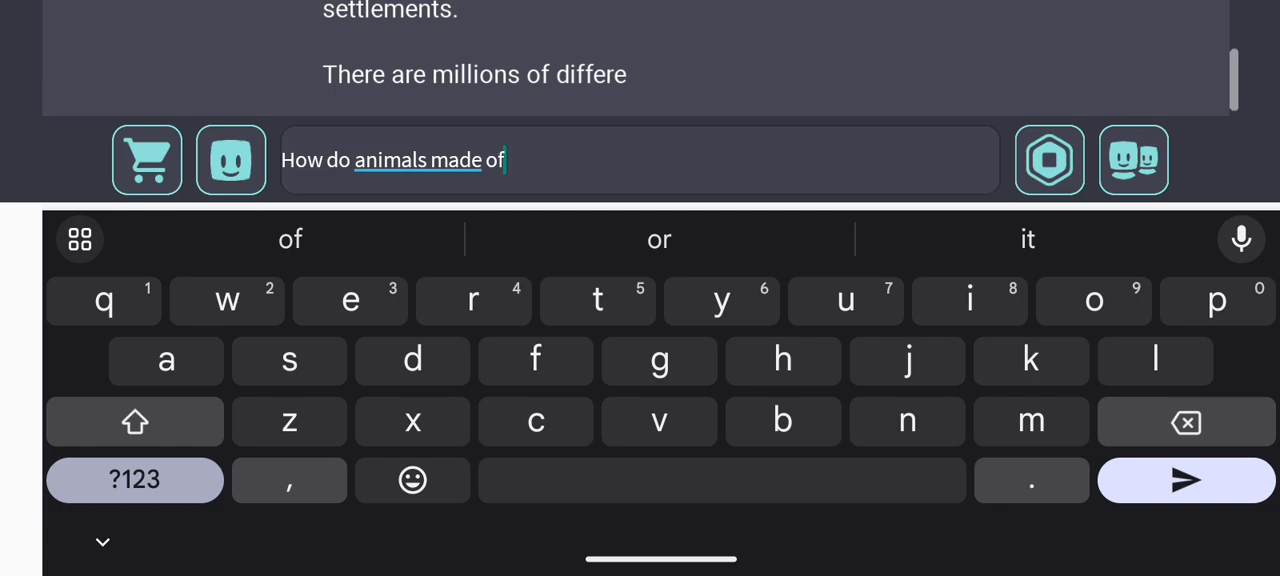 settlements.
There are millions of differe
How do animals made of
of or it
q 1 w 2 e 3 r 4 t 5 y 6 u 7 i 8 o 9 p 0
a s d f g h j k l
z x c v b n m
?123 , .